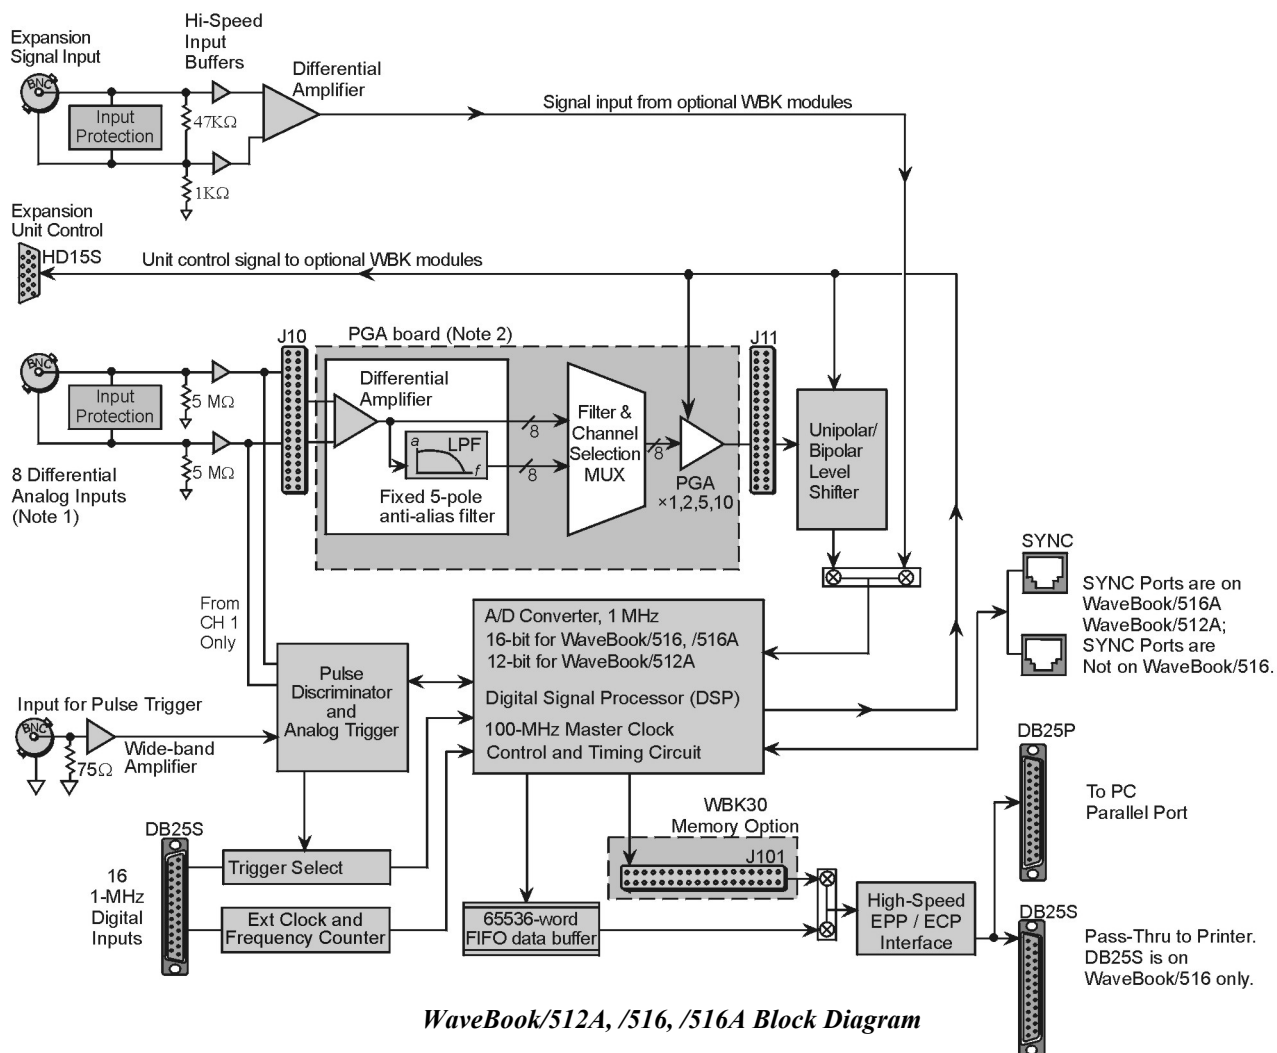 Expansion
Signal Input
Hi-Speed
Input
Buffers
Differential
Amplifier
BNC
Input
Protection
47KΩ
1KΩ
Signal input from optional WBK modules
Expansion
Unit Control
HD15S
Unit control signal to optional WBK modules
J10
PGA board (Note 2)
J11
BNC
Input
Protection
5 MΩ
5 MΩ
8 Differential
Analog Inputs
(Note 1)
Differential
Amplifier
a
LPF
f
Fixed 5-pole
anti-alias filter
8
8
Filter &
Channel
Selection
MUX
8
PGA
×1,2,5,10
Unipolar/
Bipolar
Level
Shifter
SYNC
SYNC Ports are on
WaveBook/516A
WaveBook/512A;
SYNC Ports are
Not on WaveBook/516.
From
CH 1
Only
Pulse
Discriminator
and
Analog Trigger
A/D Converter, 1 MHz
16-bit for WaveBook/516, /516A
12-bit for WaveBook/512A
Digital Signal Processor (DSP)
100-MHz Master Clock
Control and Timing Circuit
Input for Pulse Trigger
BNC
75Ω
Wide-band
Amplifier
DB25P
To PC
Parallel Port
WBK30
Memory Option
J101
DB25S
16
1-MHz
Digital
Inputs
Trigger Select
Ext Clock and
Frequency Counter
65536-word
FIFO data buffer
High-Speed
EPP / ECP
Interface
DB25S
Pass-Thru to Printer.
DB25S is on
WaveBook/516 only.
WaveBook/512A, /516, /516A Block Diagram